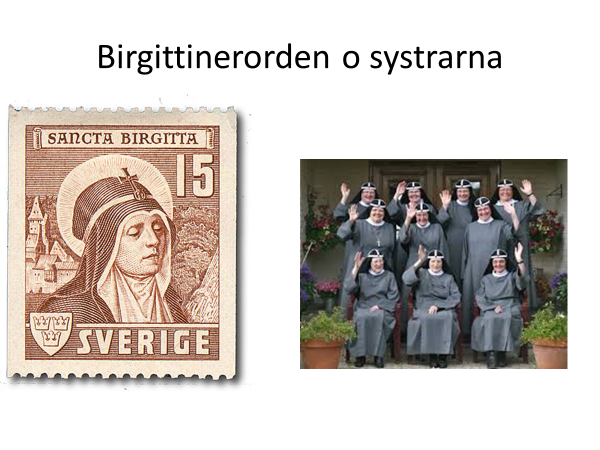 Birgittinerorden o systrarna
SANCTA BIRGITTA
15
SVERIGE